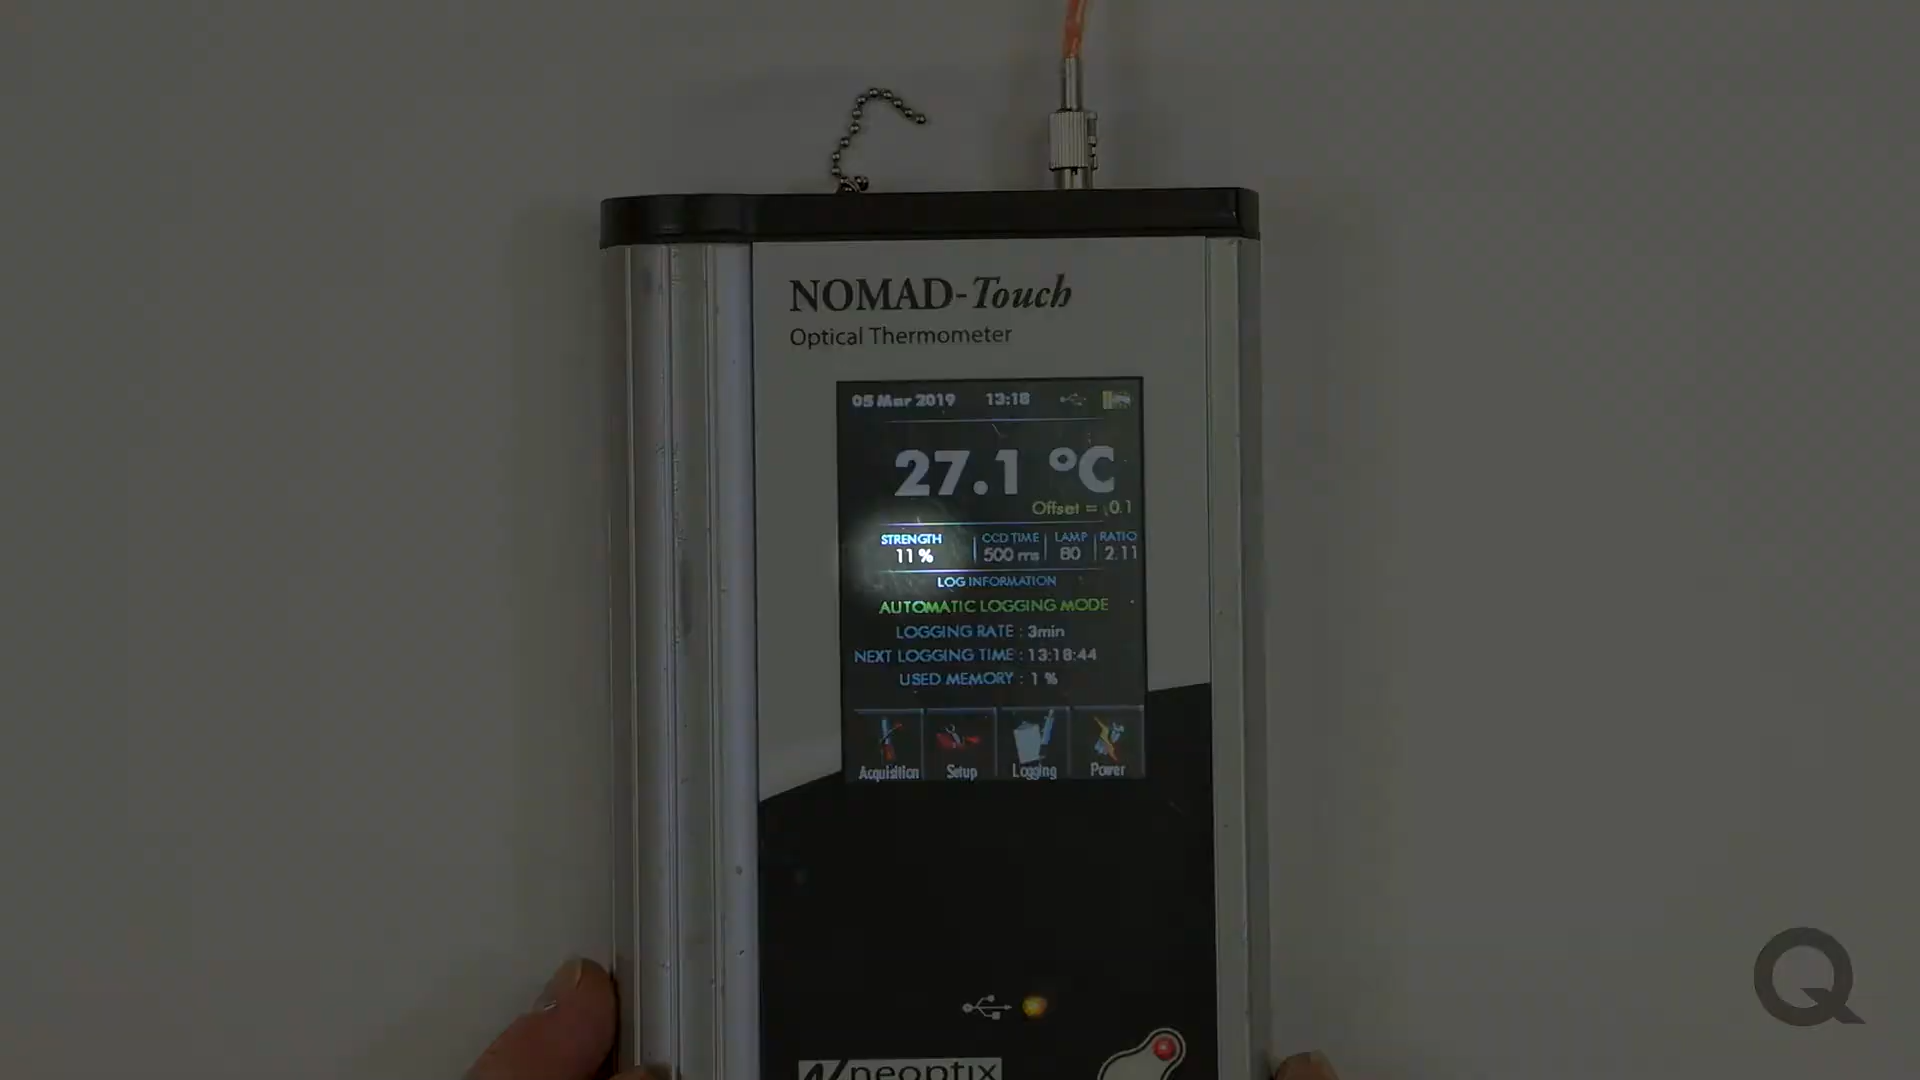 NOMAD-Touch
Optical Thermometer
05 Mar 2019 13:18
27.1 °C
Offset = 0.1
STRENGTH CCD TIME LAMP RATIO
11 % 500 ms 80 2.11
LOG INFORMATION
AUTOMATIC LOGGING MODE
LOGGING RATE : 3min
NEXT LOGGING TIME : 13:18:44
USED MEMORY : 1 %
Acquisition Setup Logging Power
neoptix
Q